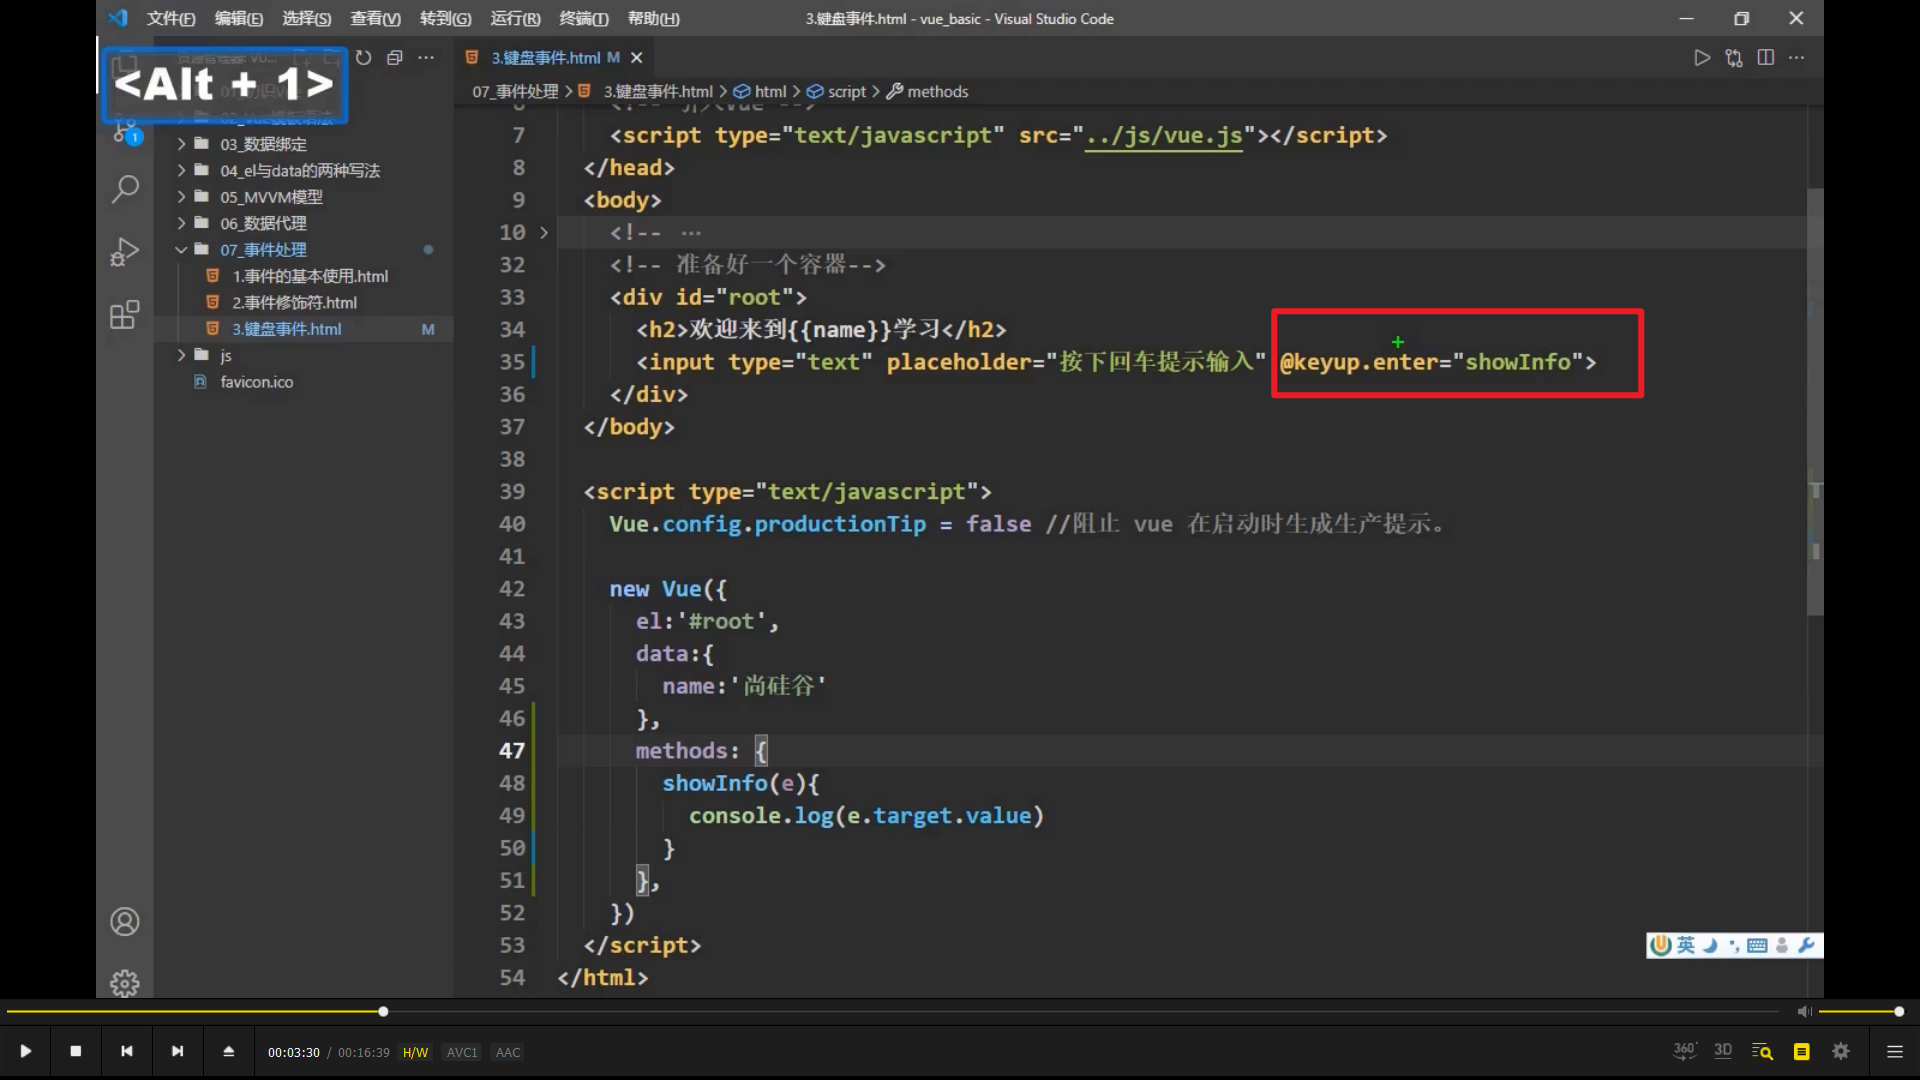 文件(F) 编辑(E) 选择(S) 查看(V) 转到(G) 运行(R) 终端(T) 帮助(H) 3.键盘事件.html - vue_basic - Visual Studio Code
<Alt + 1>
3.键盘事件.html M
07_事件处理 > 3.键盘事件.html > html > script > methods
03_数据绑定
04_el与data的两种写法
05_MVVM模型
06_数据代理
07_事件处理
1.事件的基本使用.html
2.事件修饰符.html
3.键盘事件.html M
js
favicon.ico
1
7 <script type="text/javascript" src="../js/vue.js"></script>
8 </head>
9 <body>
10 <!-- ...
32 <!-- 准备好一个容器-->
33 <div id="root">
34 <h2>欢迎来到{{name}}学习</h2>
35 <input type="text" placeholder="按下回车提示输入" @keyup.enter="showInfo">
36 </div>
37 </body>
38
39 <script type="text/javascript">
40 Vue.config.productionTip = false //阻止 vue 在启动时生成生产提示。
41
42 new Vue({
43 el:'#root',
44 data:{
45 name:'尚硅谷'
46 },
47 methods: {
48 showInfo(e){
49 console.log(e.target.value)
50 }
51 },
52 })
53 </script>
54 </html>
英
00:03:30 / 00:16:39 H/W AVC1 AAC
360° 3D